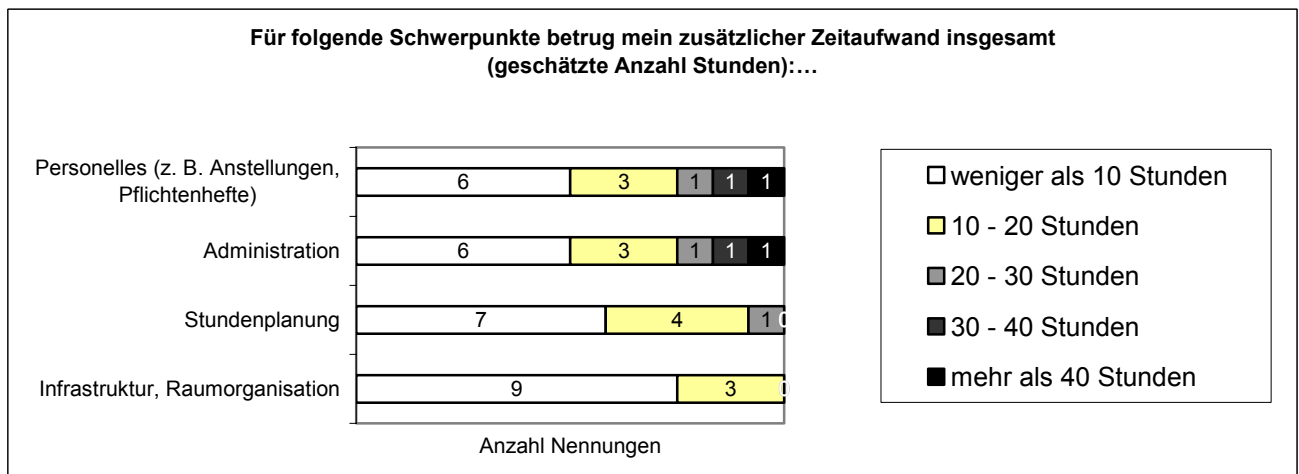 Für folgende Schwerpunkte betrug mein zusätzlicher Zeitaufwand insgesamt
(geschätzte Anzahl Stunden):…
Personelles (z. B. Anstellungen,
Pflichtenhefte)
6 3 1 1 1
Administration
6 3 1 1 1
Stundenplanung
7 4 1 0
Infrastruktur, Raumorganisation
9 3 0
Anzahl Nennungen
weniger als 10 Stunden
10 - 20 Stunden
20 - 30 Stunden
30 - 40 Stunden
mehr als 40 Stunden